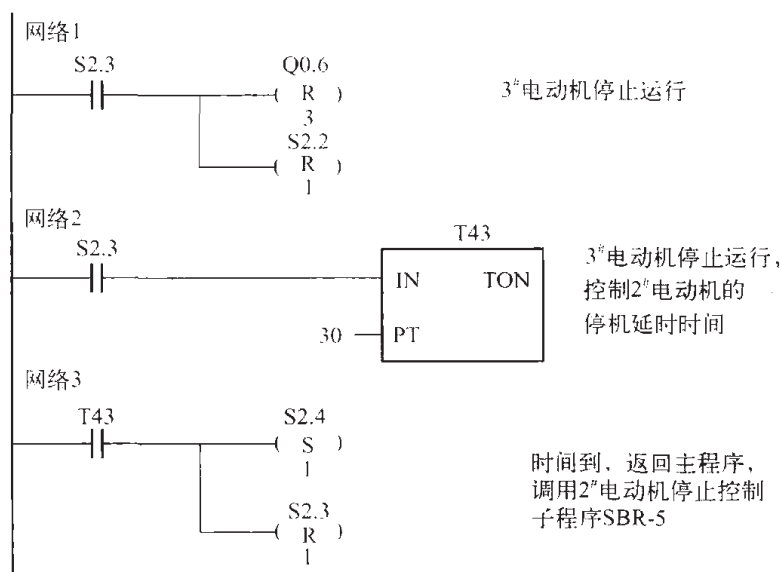 网络1
S2.3
Q0.6
( R )
3
3#电动机停止运行
S2.2
( R )
1
网络2
S2.3
T43
IN TON
30 PT
3#电动机停止运行，
控制2#电动机的
停机延时时间
网络3
T43
S2.4
( S )
1
S2.3
( R )
1
时间到，返回主程序，
调用2#电动机停止控制
子程序SBR-5